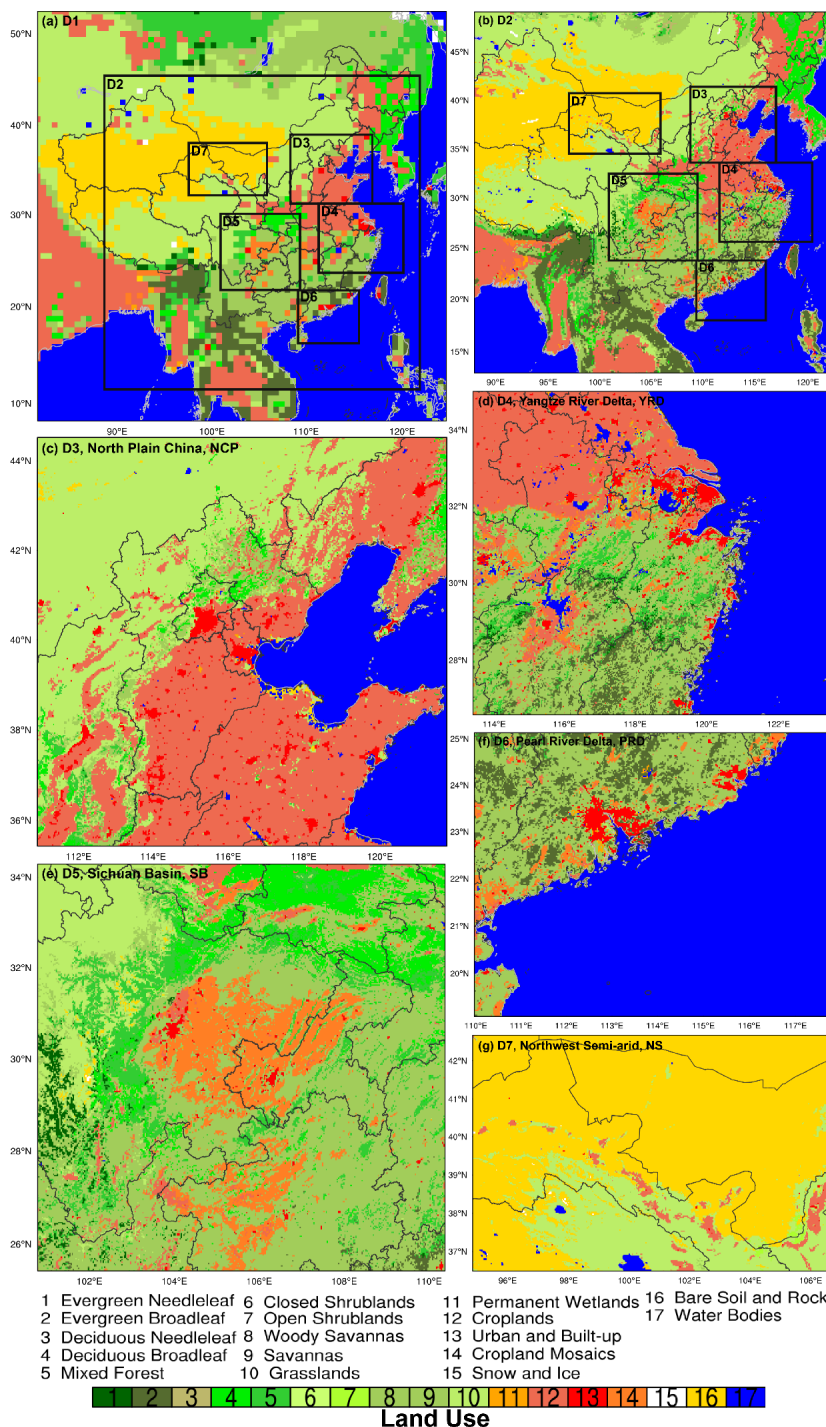 (a) D1
D2
D7
D3
D5
D4
D6
50°N
40°N
30°N
20°N
10°N
90°E 100°E 110°E 120°E
(b) D2
D7
D3
D4
D5
D6
45°N
40°N
35°N
30°N
25°N
20°N
15°N
90°E 95°E 100°E 105°E 110°E 115°E 120°E
(c) D3, North Plain China, NCP
44°N
42°N
40°N
38°N
36°N
112°E 114°E 116°E 118°E 120°E
(d) D4, Yangtze River Delta, YRD
34°N
32°N
30°N
28°N
114°E 116°E 118°E 120°E 122°E
(e) D5, Sichuan Basin, SB
34°N
32°N
30°N
28°N
26°N
102°E 104°E 106°E 108°E 110°E
(f) D6, Pearl River Delta, PRD
25°N
24°N
23°N
22°N
21°N
20°N
110°E 111°E 112°E 113°E 114°E 115°E 116°E 117°E
(g) D7, Northwest Semi-arid, NS
42°N
41°N
40°N
39°N
38°N
37°N
96°E 98°E 100°E 102°E 104°E 106°E
1 Evergreen Needleleaf
2 Evergreen Broadleaf
3 Deciduous Needleleaf
4 Deciduous Broadleaf
5 Mixed Forest
6 Closed Shrublands
7 Open Shrublands
8 Woody Savannas
9 Savannas
10 Grasslands
11 Permanent Wetlands
12 Croplands
13 Urban and Built-up
14 Cropland Mosaics
15 Snow and Ice
16 Bare Soil and Rock
17 Water Bodies
1 2 3 4 5 6 7 8 9 10 11 12 13 14 15 16 17
Land Use